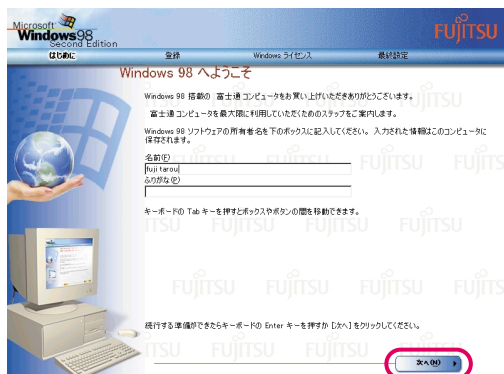 Microsoft
Windows98
Second Edition
FUJITSU
はじめに 登録 Windows ライセンス 最終設定
Windows 98 へようこそ
Windows 98 搭載の 富士通コンピュータをお買い上げいただきありがとうございます。
富士通コンピュータを最大限に利用していただくためのステップをご案内します。
Windows 98 ソフトウェアの所有者名を下のボックスに記入してください。 入力された情報はこのコンピュータに
保存されます。
名前(F)
fuji tarou
ふりがな(P)
キーボードの Tab キーを押すとボックスやボタンの間を移動できます。
続行する準備ができたらキーボードの Enter キーを押すか [次へ] をクリックしてください。
次へ(N)